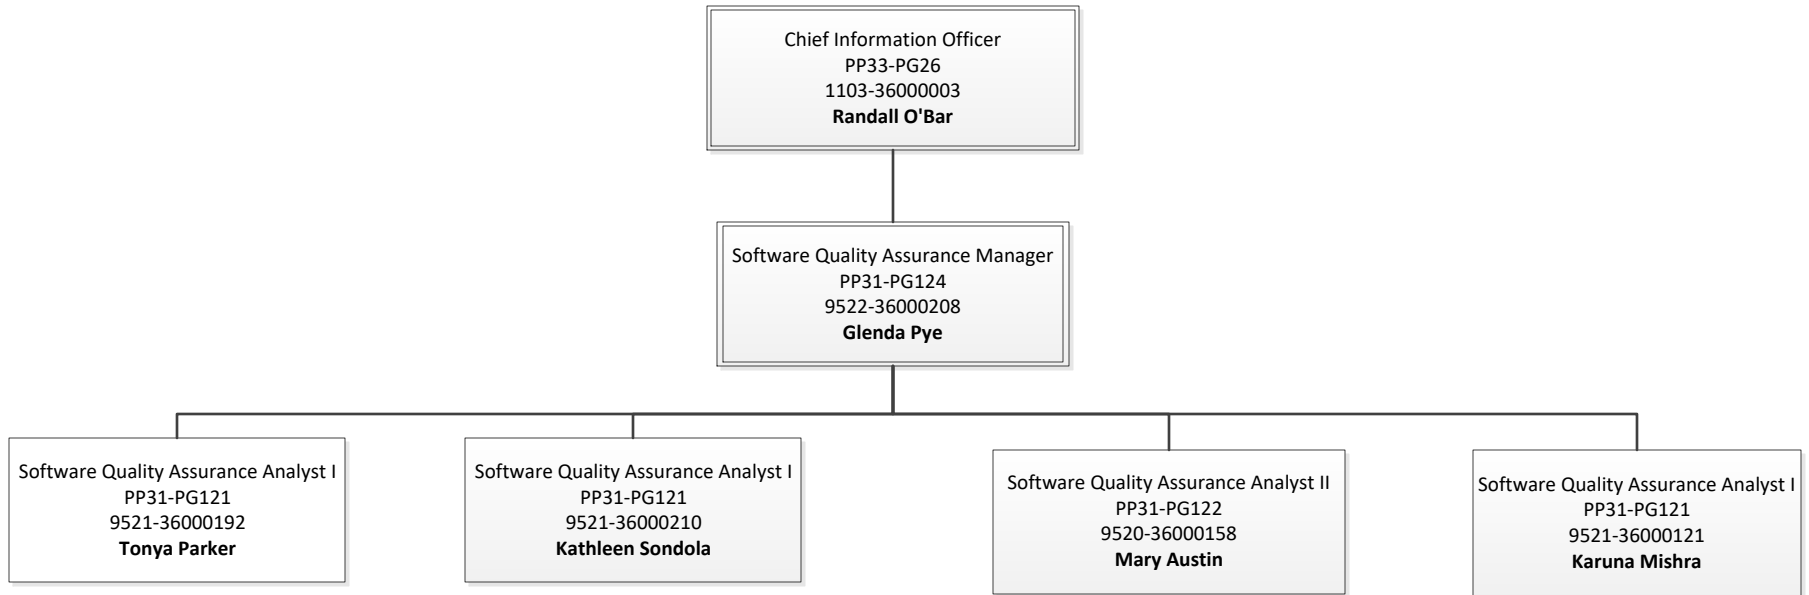 Chief Information Officer
PP33-PG26
1103-36000003
Randall O'Bar
Software Quality Assurance Manager
PP31-PG124
9522-36000208
Glenda Pye
Software Quality Assurance Analyst I
PP31-PG121
9521-36000192
Tonya Parker
Software Quality Assurance Analyst I
PP31-PG121
9521-36000210
Kathleen Sondola
Software Quality Assurance Analyst II
PP31-PG122
9520-36000158
Mary Austin
Software Quality Assurance Analyst I
PP31-PG121
9521-36000121
Karuna Mishra